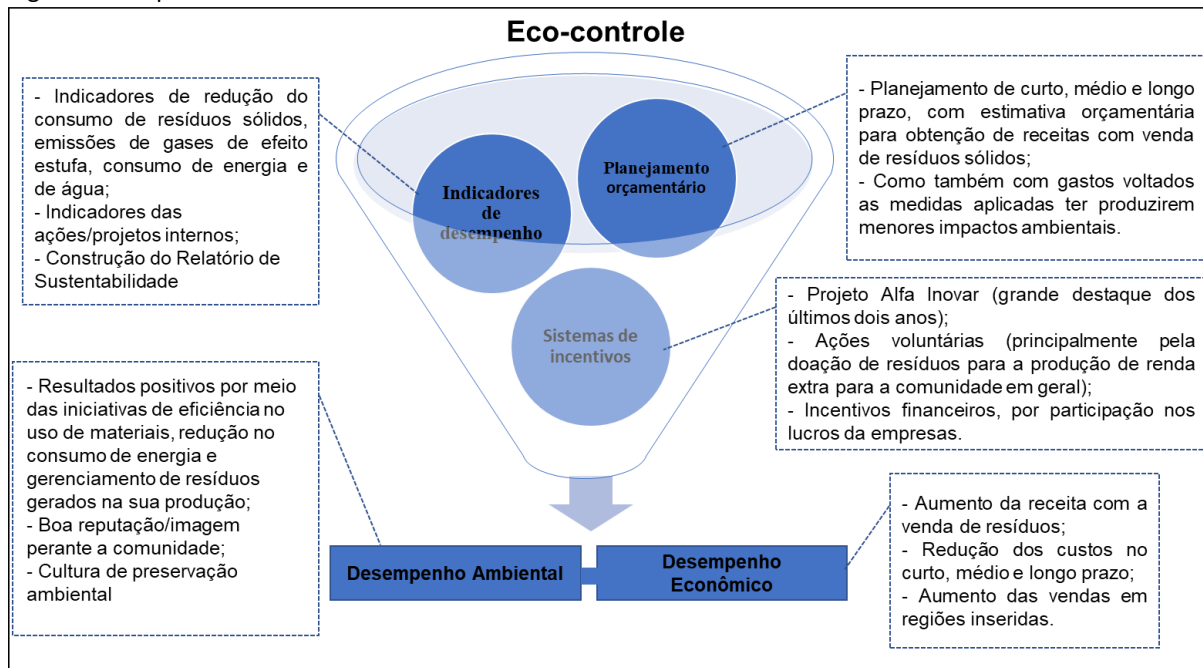 Eco-controle
- Indicadores de redução do
consumo de resíduos sólidos,
emissões de gases de efeito
estufa, consumo de energia e
de água;
- Indicadores das
ações/projetos internos;
- Construção do Relatório de
Sustentabilidade
Indicadores
de
desempenho
Planejamento
orçamentário
- Planejamento de curto, médio e longo
prazo, com estimativa orçamentária
para obtenção de receitas com venda
de resíduos sólidos;
- Como também com gastos voltados
as medidas aplicadas ter produzirem
menores impactos ambientais.
Sistemas de
incentivos
- Projeto Alfa Inovar (grande destaque dos
últimos dois anos);
- Ações voluntárias (principalmente pela
doação de resíduos para a produção de renda
extra para a comunidade em geral);
- Incentivos financeiros, por participação nos
lucros da empresas.
- Resultados positivos por meio
das iniciativas de eficiência no
uso de materiais, redução no
consumo de energia e
gerenciamento de resíduos
gerados na sua produção;
- Boa reputação/imagem
perante a comunidade;
- Cultura de preservação
ambiental
Desempenho Ambiental
Desempenho
Econômico
- Aumento da receita com a
venda de resíduos;
- Redução dos custos no
curto, médio e longo prazo;
- Aumento das vendas em
regiões inseridas.